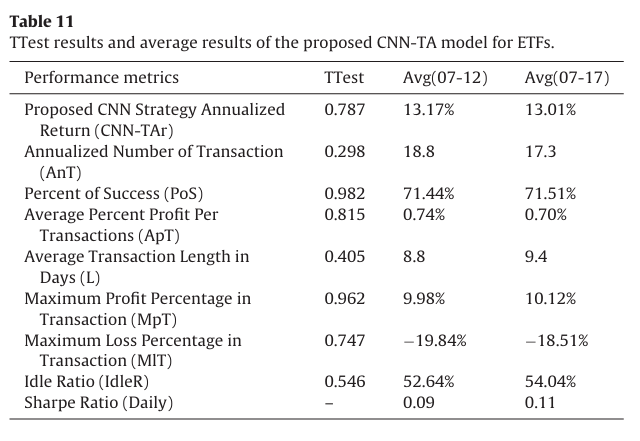 Table 11
TTest results and average results of the proposed CNN-TA model for ETFs.
Performance metrics TTest Avg(07-12) Avg(07-17)
Proposed CNN Strategy Annualized 0.787 13.17% 13.01%
Return (CNN-TAr)
Annualized Number of Transaction 0.298 18.8 17.3
(AnT)
Percent of Success (PoS) 0.982 71.44% 71.51%
Average Percent Profit Per 0.815 0.74% 0.70%
Transactions (ApT)
Average Transaction Length in 0.405 8.8 9.4
Days (L)
Maximum Profit Percentage in 0.962 9.98% 10.12%
Transaction (MpT)
Maximum Loss Percentage in 0.747 −19.84% −18.51%
Transaction (MlT)
Idle Ratio (IdleR) 0.546 52.64% 54.04%
Sharpe Ratio (Daily) – 0.09 0.11